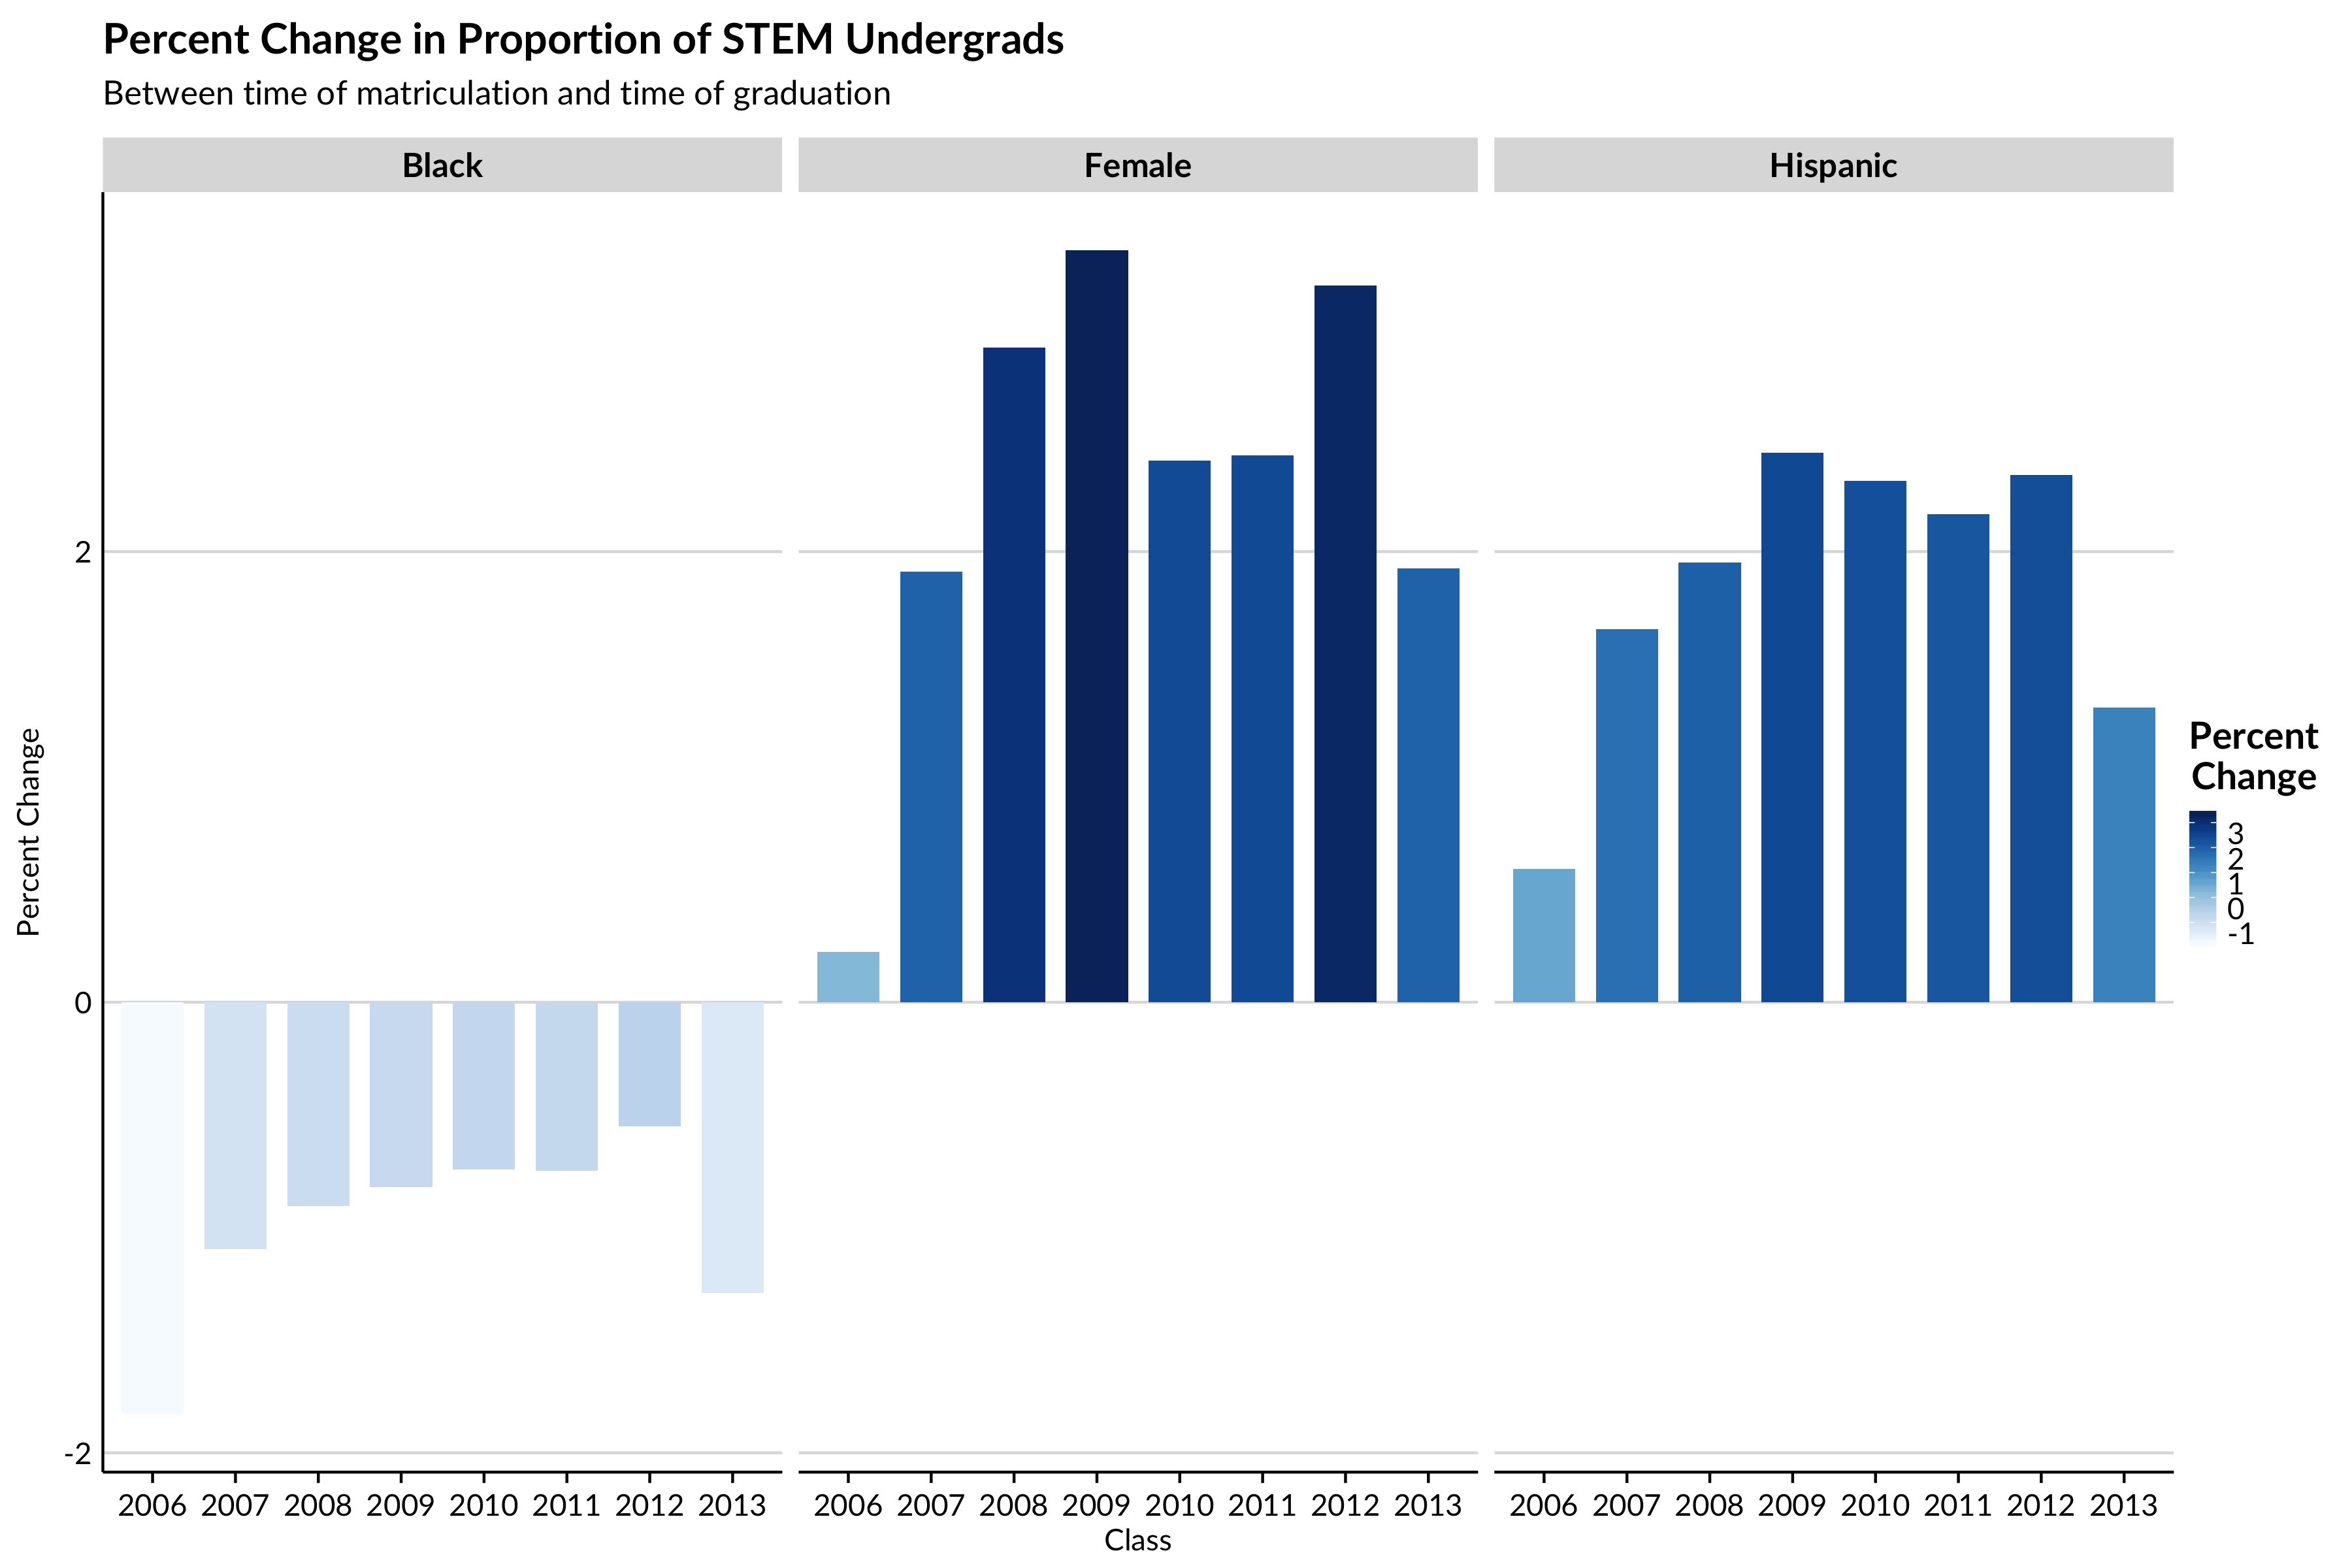 Percent Change in Proportion of STEM Undergrads
Between time of matriculation and time of graduation
Black
Female
Hispanic
2
0
-2
Percent Change
2006 2007 2008 2009 2010 2011 2012 2013
2006 2007 2008 2009 2010 2011 2012 2013
2006 2007 2008 2009 2010 2011 2012 2013
Class
Percent
Change
3
2
1
0
-1